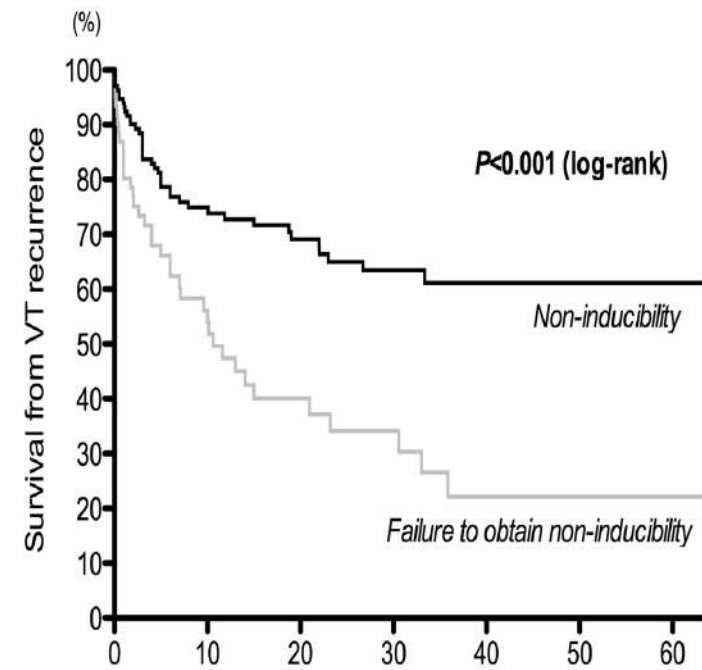 (%)
100
90
80
70
60
50
40
30
20
10
0
Survival from VT recurrence
P<0.001 (log-rank)
Non-inducibility
Failure to obtain non-inducibility
0 10 20 30 40 50 60